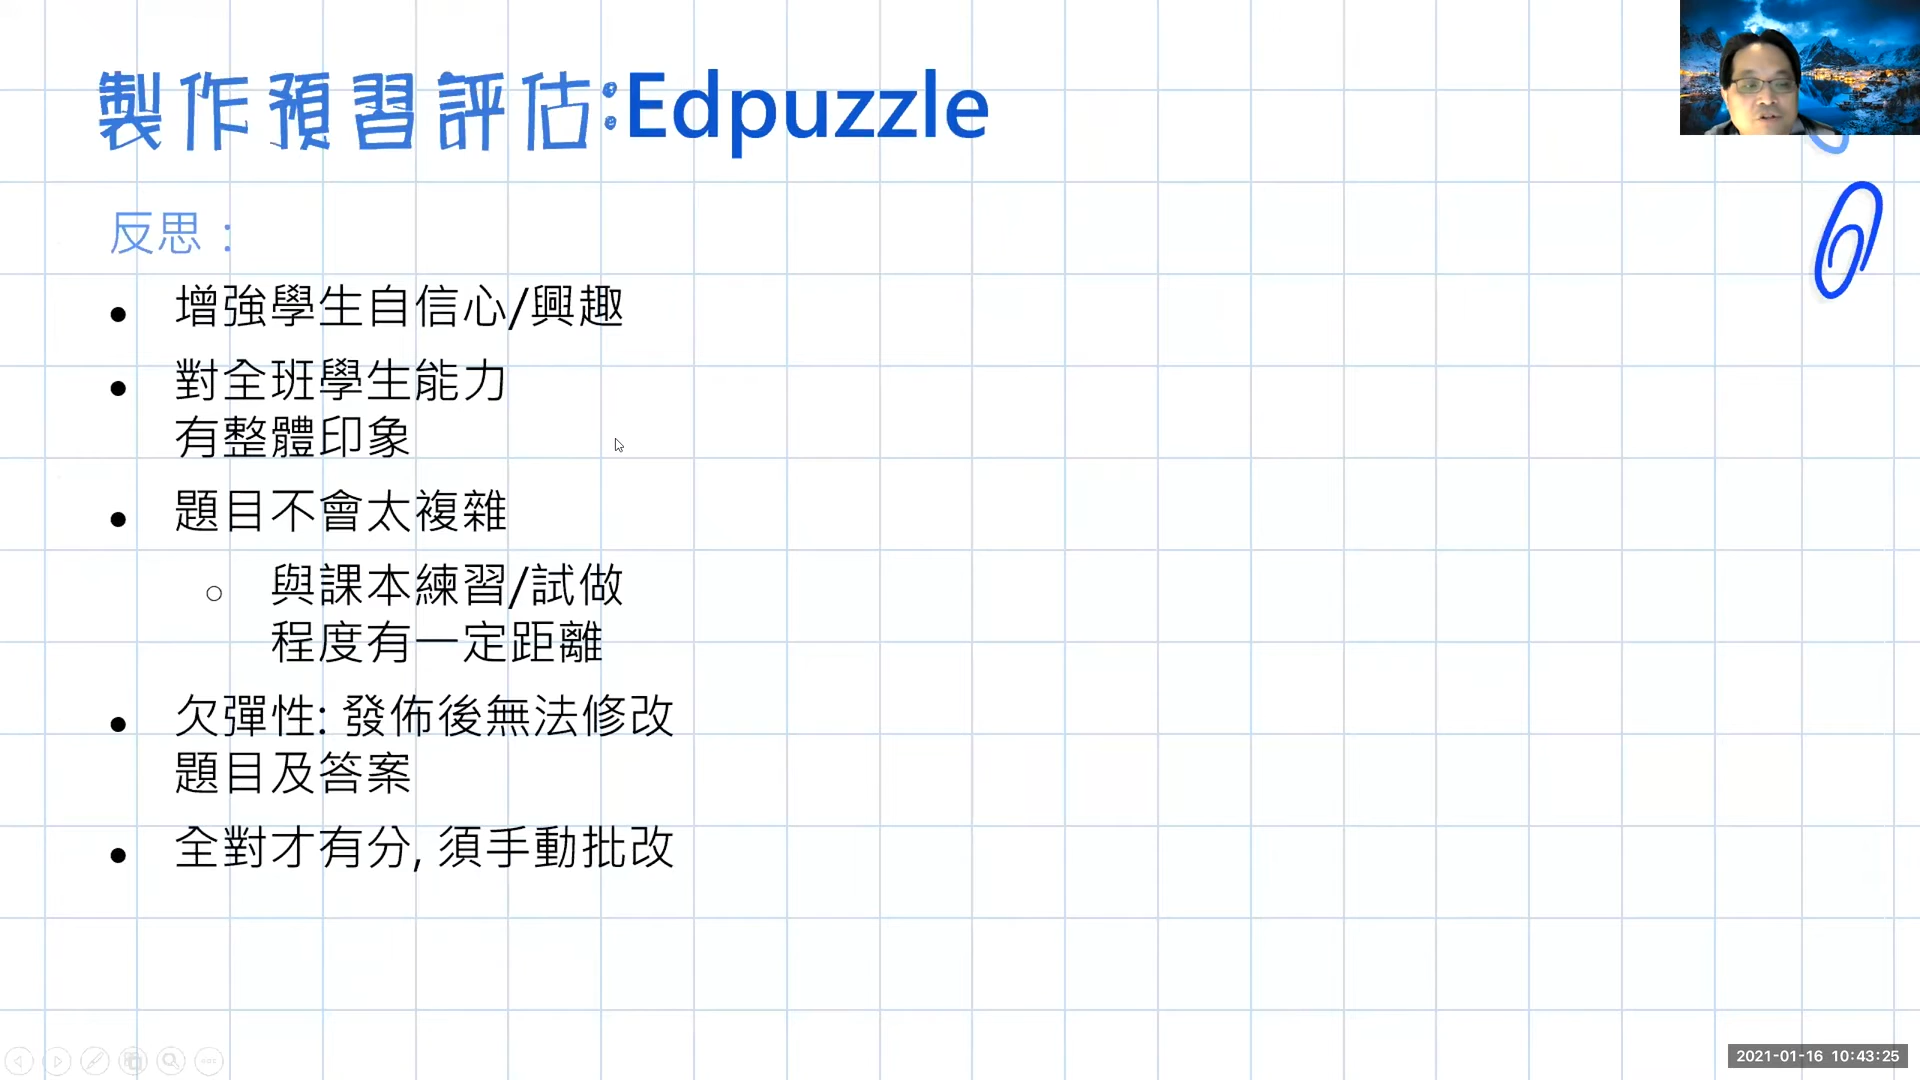 製作預習評估:Edpuzzle
反思：
● 增強學生自信心/興趣
● 對全班學生能力
有整體印象
● 題目不會太複雜
○ 與課本練習/試做
程度有一定距離
● 欠彈性: 發佈後無法修改
題目及答案
● 全對才有分, 須手動批改
2021-01-16 10:43:25